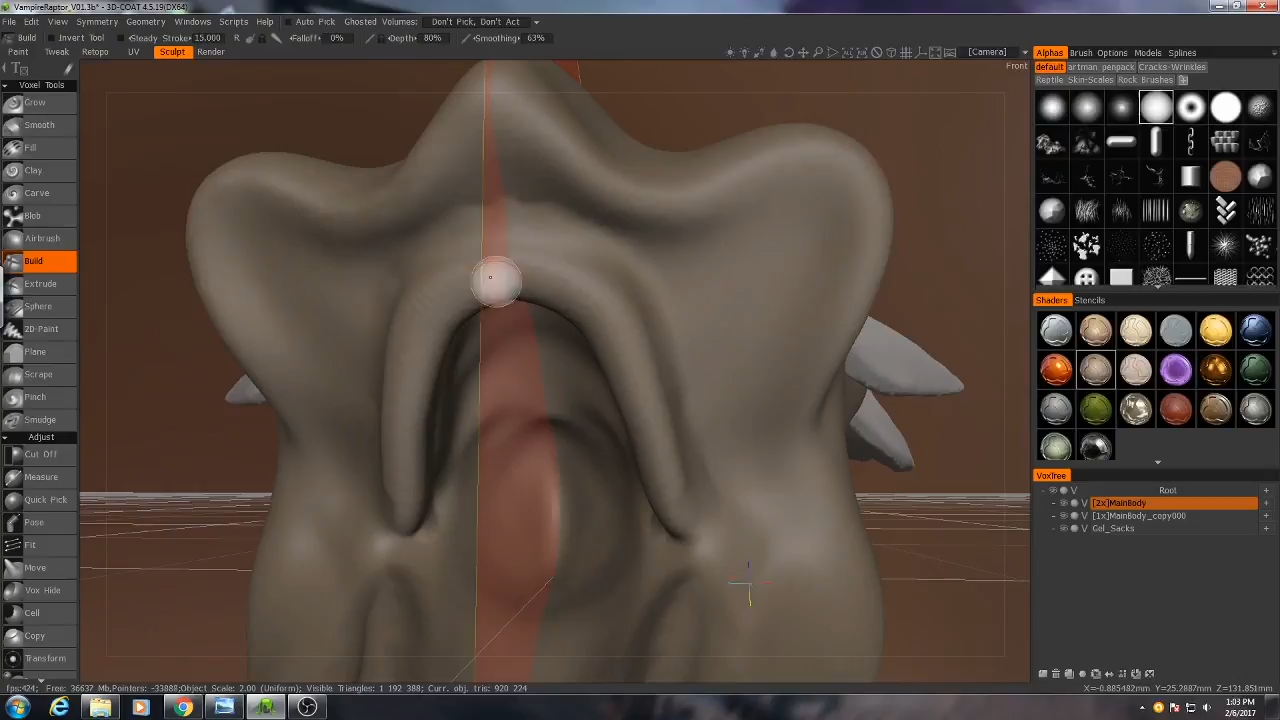 VampireRaptor_V01.3b* - 3D-COAT 4.5.19(DX64)
File Edit View Symmetry Geometry Windows Scripts Help Auto Pick Ghosted Volumes: Don't Pick, Don't Act
Build Invert Tool Steady Stroke 15.000 R Falloff 0% Depth 80% Smoothing 63%
Paint Tweak Retopo UV Sculpt Render [Camera]
Front
Voxel Tools
Grow
Smooth
Fill
Clay
Carve
Blob
Airbrush
Build
Extrude
Sphere
2D-Paint
Plane
Scrape
Pinch
Smudge
Adjust
Cut Off
Measure
Quick Pick
Pose
Fit
Move
Vox Hide
Cell
Copy
Transform
Alphas Brush Options Models Splines
default artman penpack Cracks-Wrinkles
Reptile Skin-Scales Rock Brushes
Shaders Stencils
VoxTree
V Root
V [2x]MainBody
V [1x]MainBody_copy000
V Gel_Sacks
fps:424; Free: 36637 Mb,Pointers: -33888;Object Scale: 2.00 (Uniform), Visible Triangles: 1 192 388; Curr. obj. tris: 920 224
X=-0.885482mm Y=25.2887mm Z=131.851mm
1:03 PM
2/6/2017